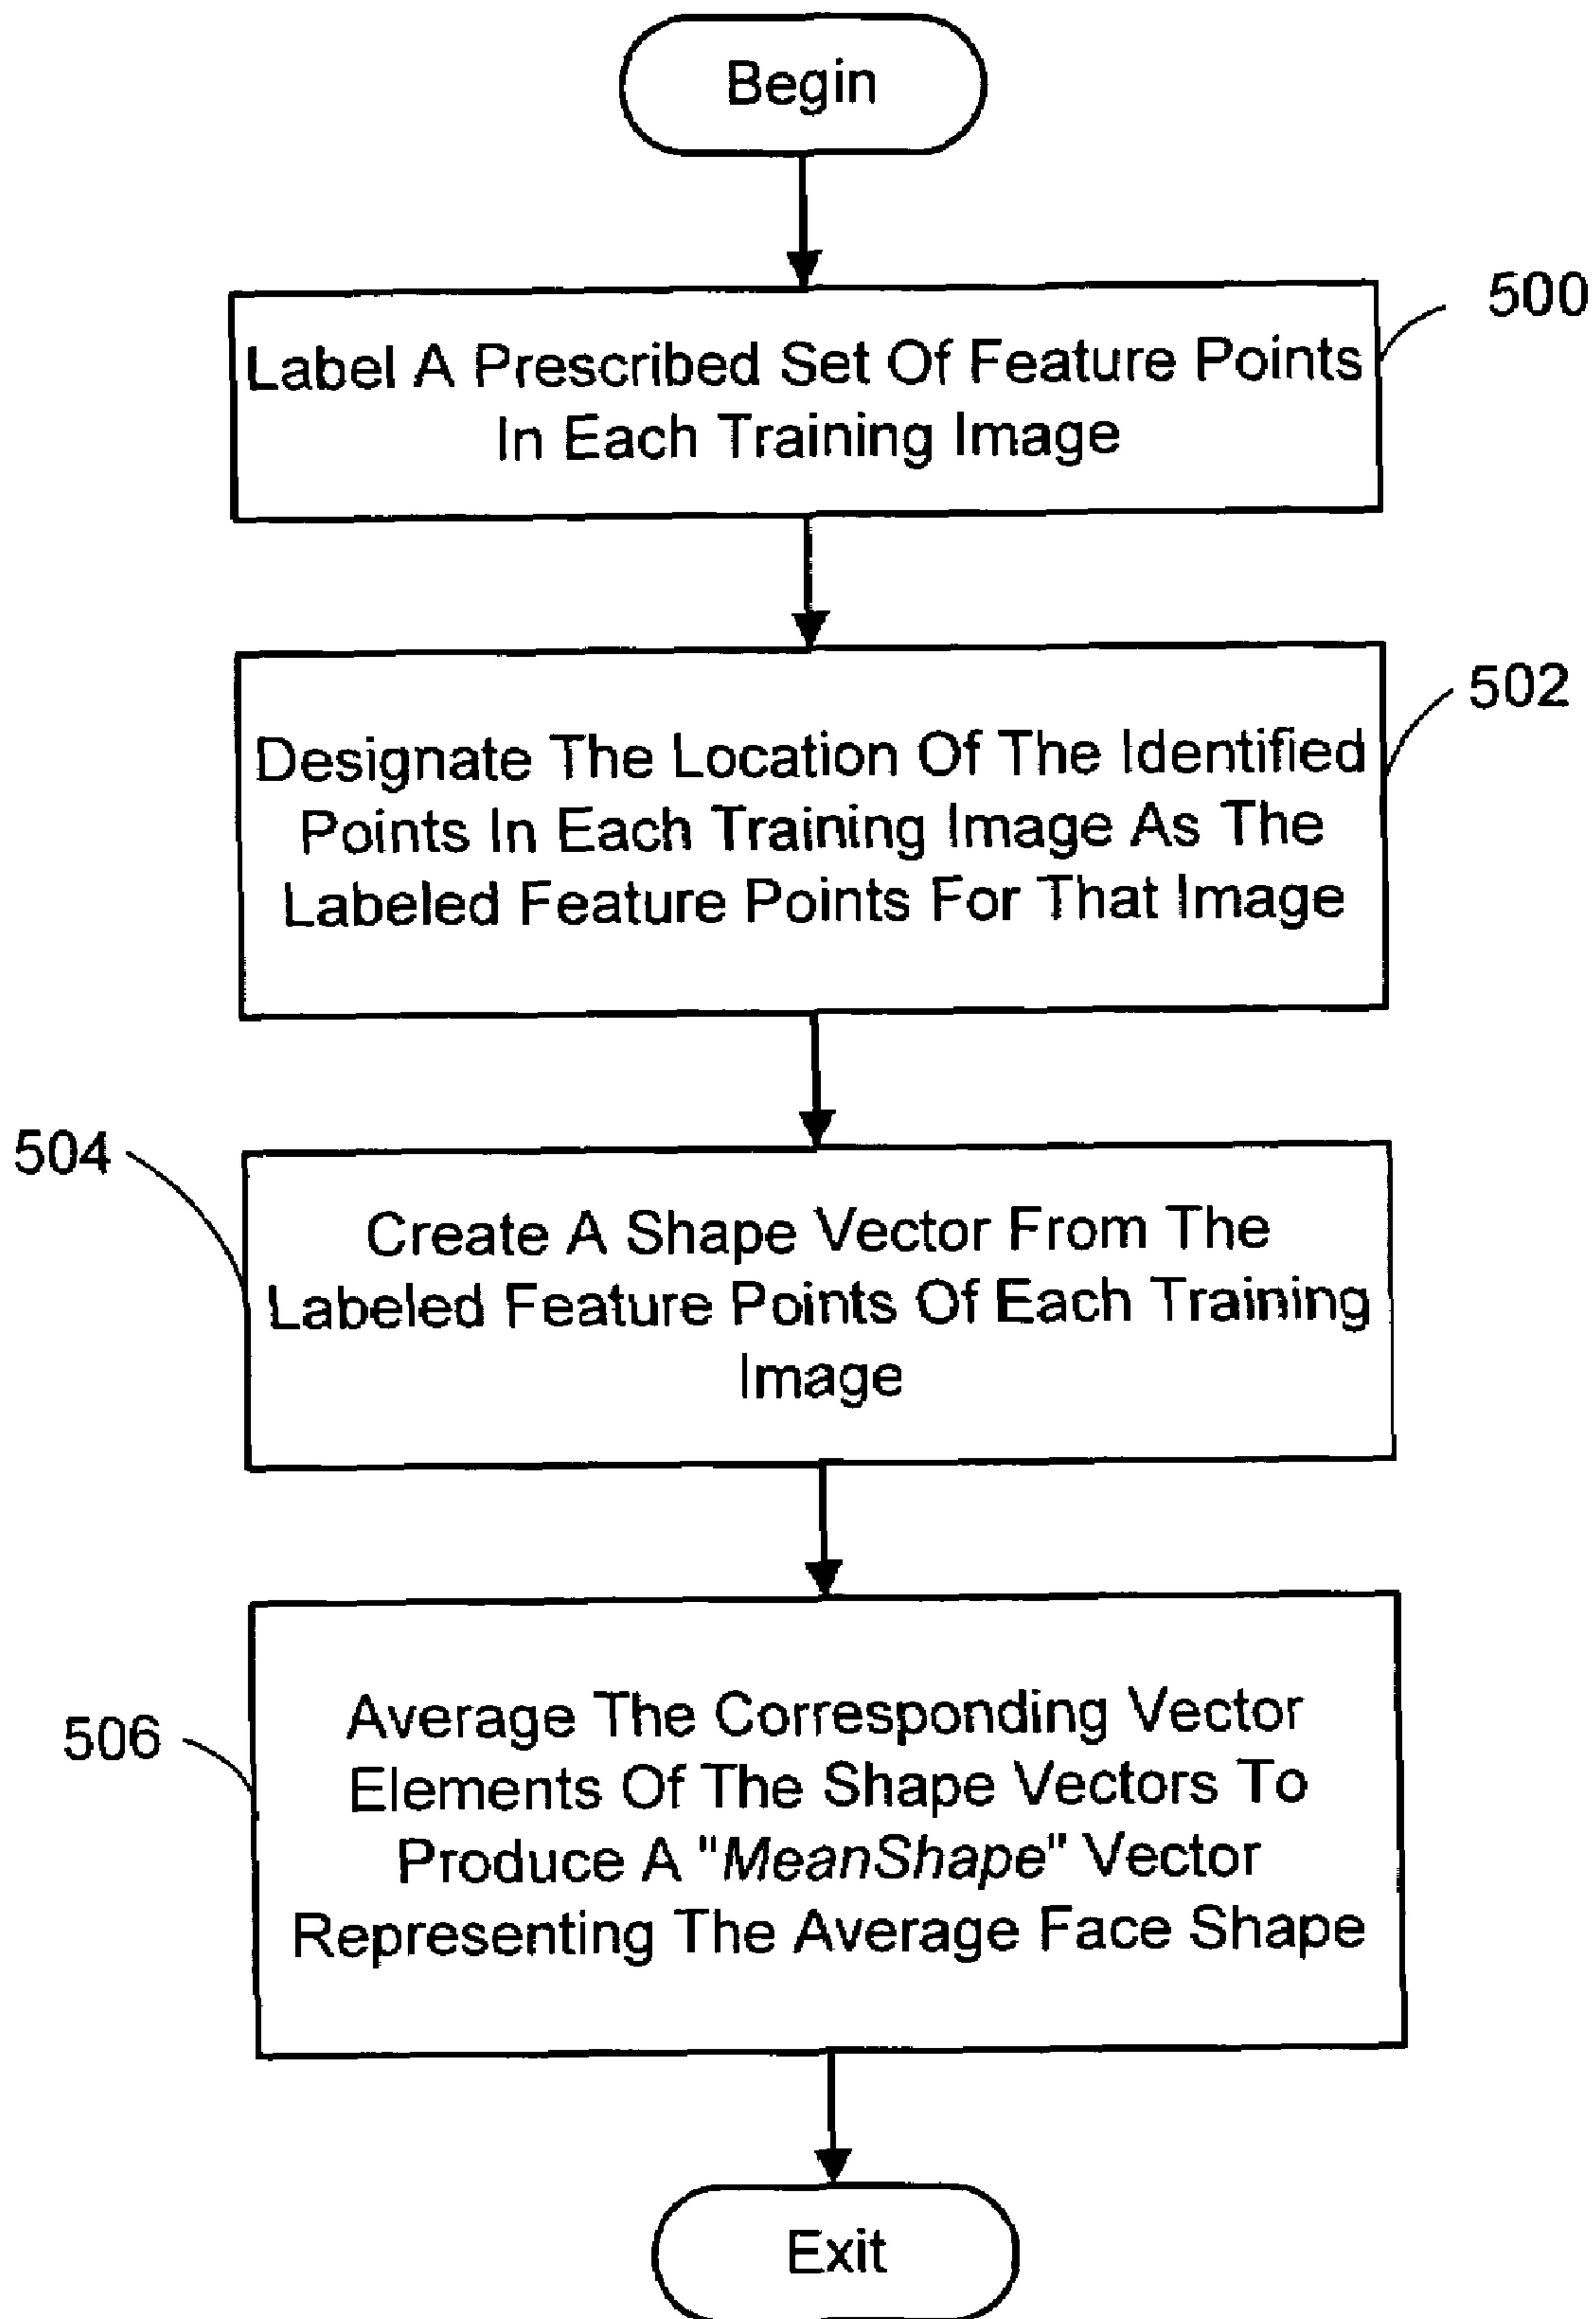 Begin
500
Label A Prescribed Set Of Feature Points
In Each Training Image
502
Designate The Location Of The Identified
Points In Each Training Image As The
Labeled Feature Points For That Image
504
Create A Shape Vector From The
Labeled Feature Points Of Each Training
Image
506
Average The Corresponding Vector
Elements Of The Shape Vectors To
Produce A "MeanShape" Vector
Representing The Average Face Shape
Exit